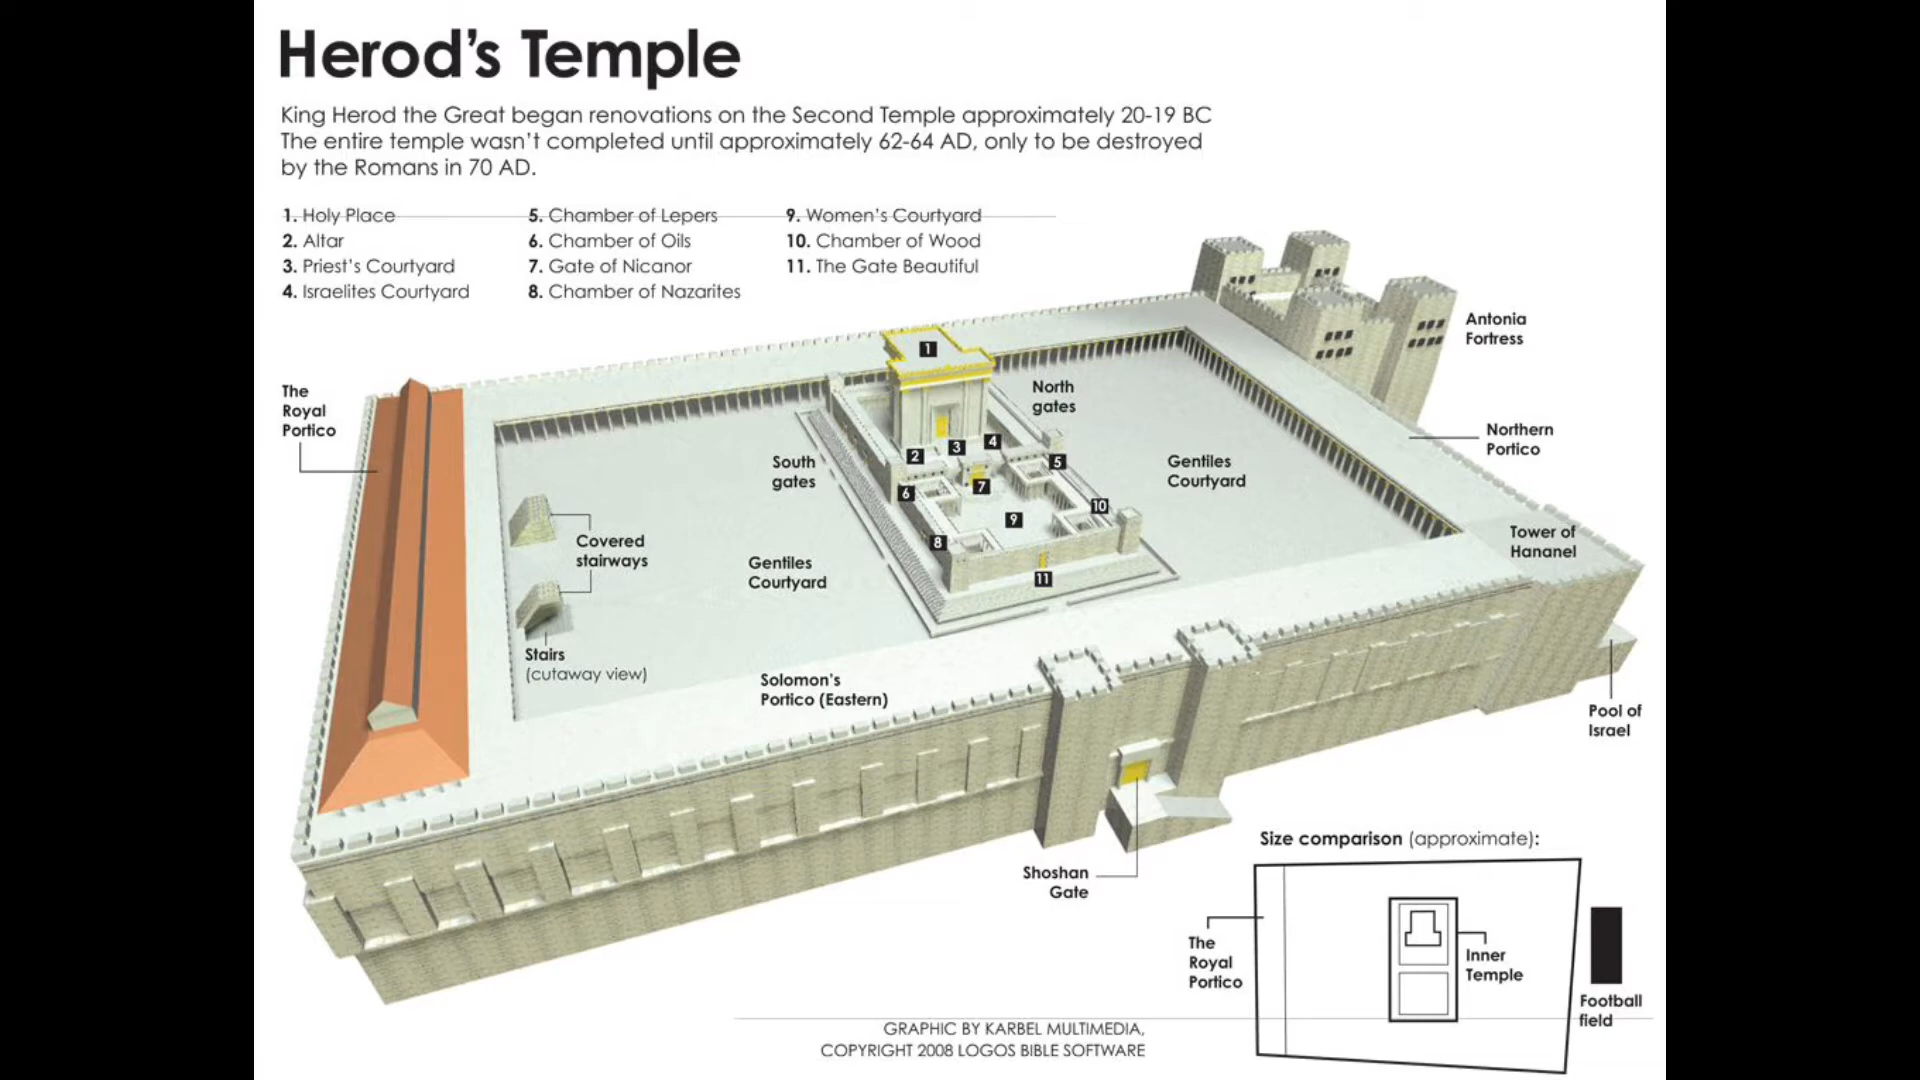 Herod's Temple
King Herod the Great began renovations on the Second Temple approximately 20-19 BC
The entire temple wasn't completed until approximately 62-64 AD, only to be destroyed
by the Romans in 70 AD.
1. Holy Place
2. Altar
3. Priest's Courtyard
4. Israelites Courtyard
5. Chamber of Lepers
6. Chamber of Oils
7. Gate of Nicanor
8. Chamber of Nazarites
9. Women's Courtyard
10. Chamber of Wood
11. The Gate Beautiful
Antonia
Fortress
The
Royal
Portico
North
gates
Northern
Portico
South
gates
Gentiles
Courtyard
Tower of
Hananel
Covered
stairways
Gentiles
Courtyard
Stairs
(cutaway view)
Solomon's
Portico (Eastern)
Pool of
Israel
Shoshan
Gate
1
2
3
4
5
6
7
8
9
10
11
Size comparison (approximate):
The
Royal
Portico
Inner
Temple
Football
field
GRAPHIC BY KARBEL MULTIMEDIA,
COPYRIGHT 2008 LOGOS BIBLE SOFTWARE